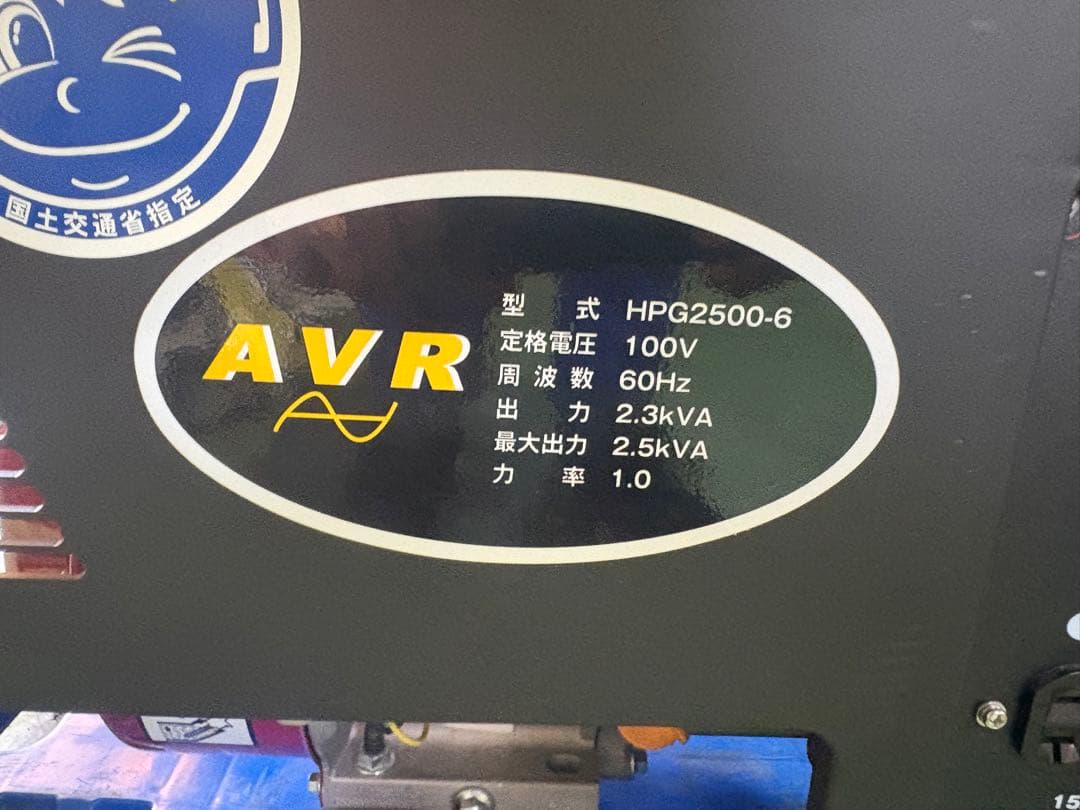 国土交通省指定
AVR
型式 HPG2500-6
定格電圧 100V
周波数 60Hz
出力 2.3kVA
最大出力 2.5kVA
力率 1.0
15